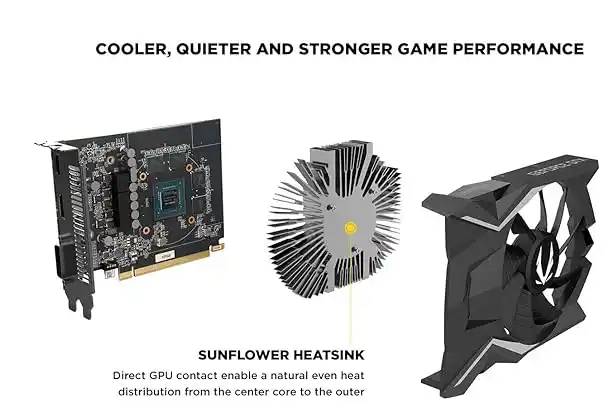 COOLER, QUIETER AND STRONGER GAME PERFORMANCE
SUNFLOWER HEATSINK
Direct GPU contact enable a natural even heat
distribution from the center core to the outer